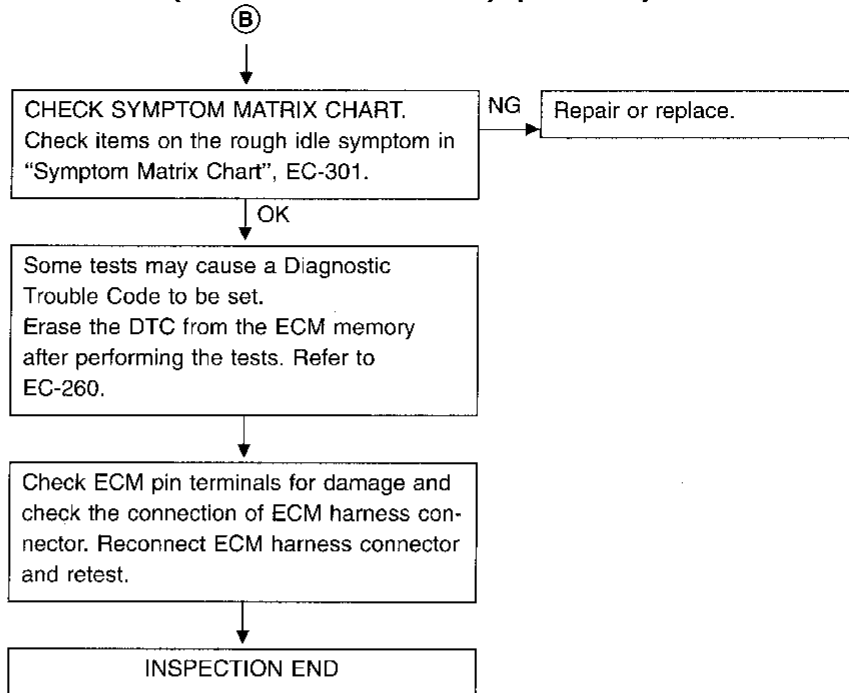 B
CHECK SYMPTOM MATRIX CHART.
Check items on the rough idle symptom in
“Symptom Matrix Chart”, EC-301.
NG
Repair or replace.
OK
Some tests may cause a Diagnostic
Trouble Code to be set.
Erase the DTC from the ECM memory
after performing the tests. Refer to
EC-260.
Check ECM pin terminals for damage and
check the connection of ECM harness con-
nector. Reconnect ECM harness connector
and retest.
INSPECTION END